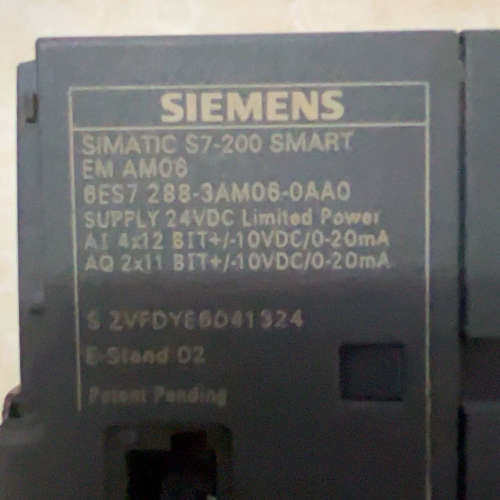 SIEMENS
SIMATIC S7-200 SMART
EM AM06
6ES7 288-3AM06-0AA0
SUPPLY 24VDC Limited Power
AI 4x12 BIT+/-10VDC/0-20mA
AQ 2x11 BIT+/-10VDC/0-20mA
S 2VFDYE6041324
E-Stand 02
Patent Pending